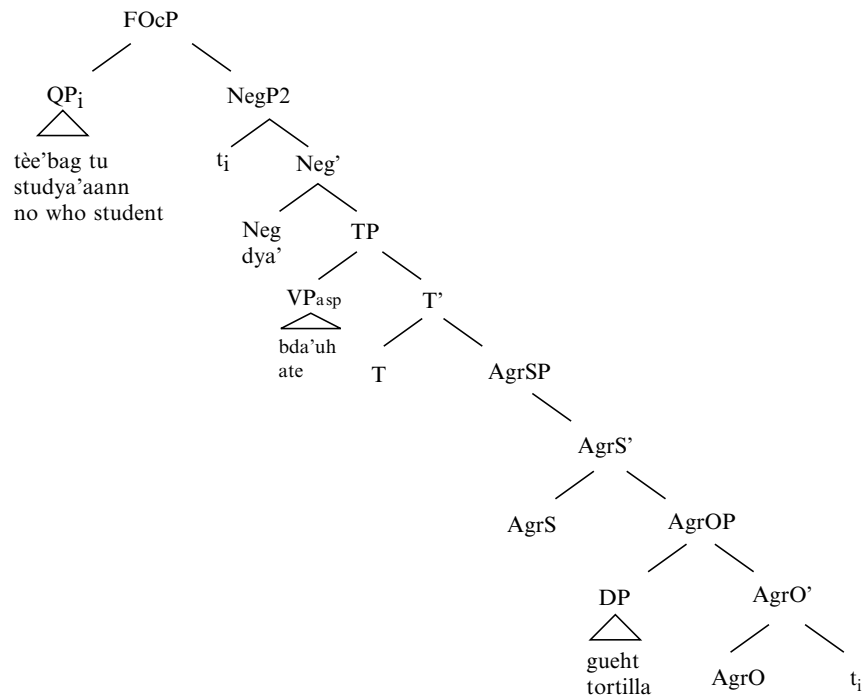 FOcP
QPi NegP2
tèe'bag tu
studya'aann
no who student
ti Neg'
Neg TP
dya'
VPasp T'
bda'uh
ate
T AgrSP
AgrS'
AgrS AgrOP
DP AgrO'
gueht
tortilla
AgrO ti